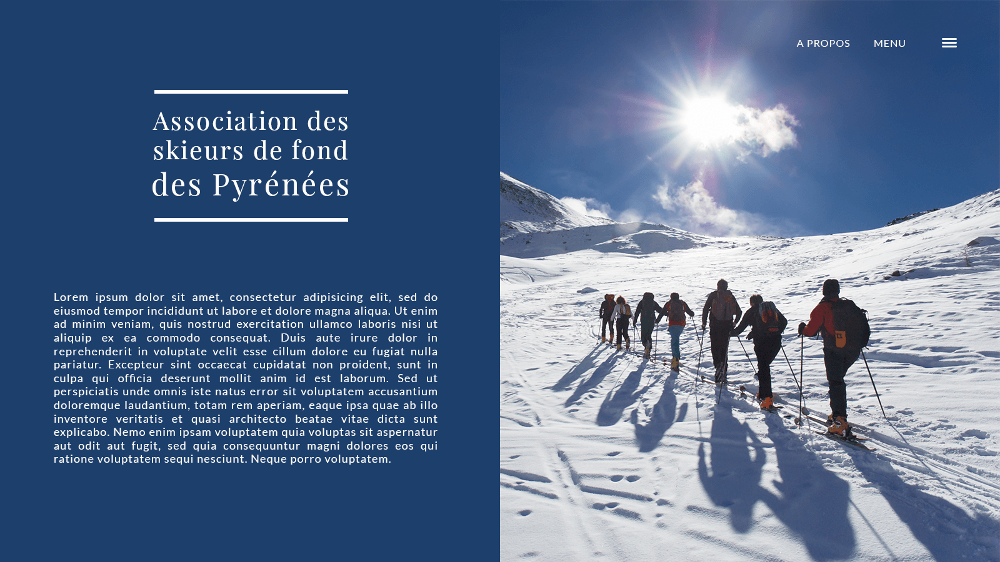 A PROPOS MENU
Association des
skieurs de fond
des Pyrénées
Lorem ipsum dolor sit amet, consectetur adipisicing elit, sed do
eiusmod tempor incididunt ut labore et dolore magna aliqua. Ut enim
ad minim veniam, quis nostrud exercitation ullamco laboris nisi ut
aliquip ex ea commodo consequat. Duis aute irure dolor in
reprehenderit in voluptate velit esse cillum dolore eu fugiat nulla
pariatur. Excepteur sint occaecat cupidatat non proident, sunt in
culpa qui officia deserunt mollit anim id est laborum. Sed ut
perspiciatis unde omnis iste natus error sit voluptatem accusantium
doloremque laudantium, totam rem aperiam, eaque ipsa quae ab illo
inventore veritatis et quasi architecto beatae vitae dicta sunt
explicabo. Nemo enim ipsam voluptatem quia voluptas sit aspernatur
aut odit aut fugit, sed quia consequuntur magni dolores eos qui
ratione voluptatem sequi nesciunt. Neque porro voluptatem.